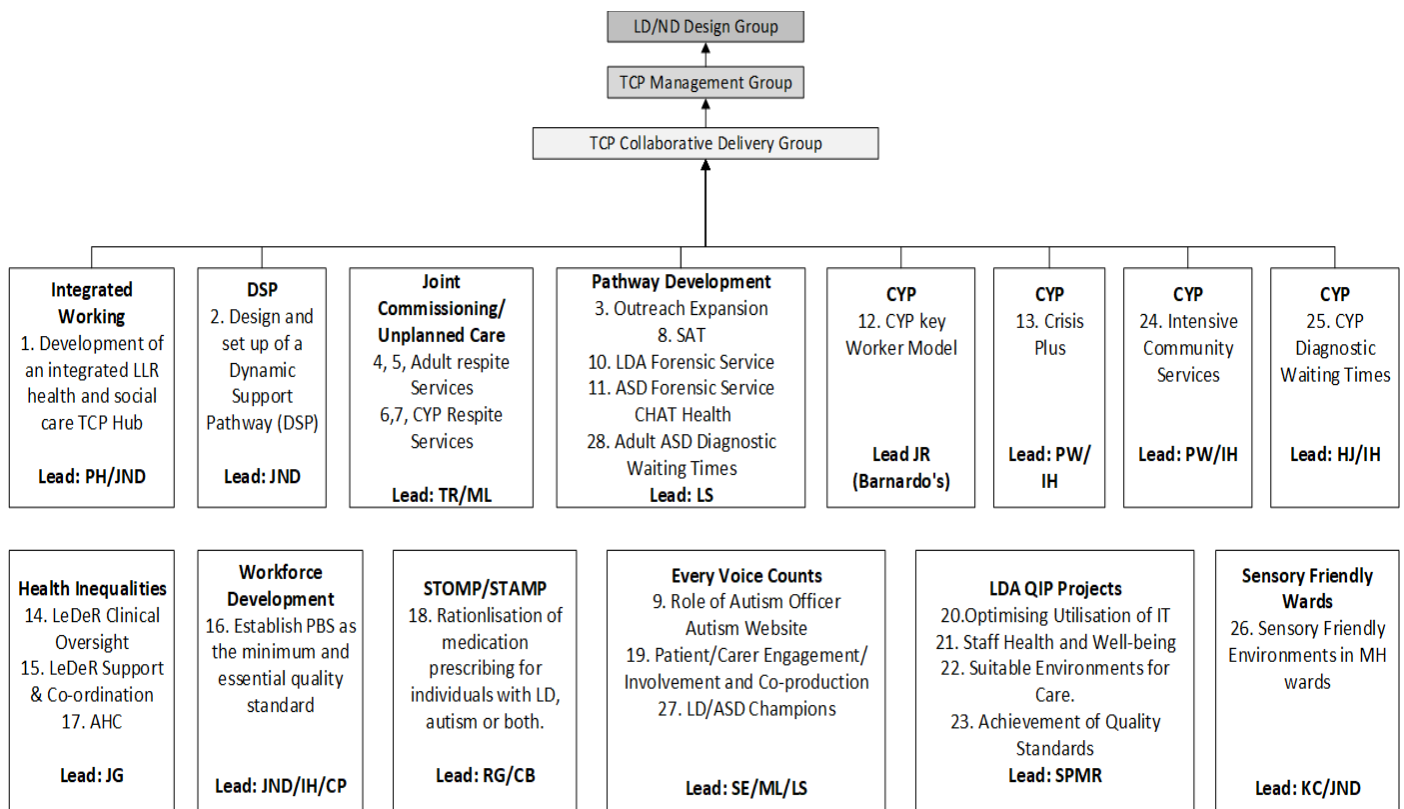 LD/ND Design Group
TCP Management Group
TCP Collaborative Delivery Group
Integrated
Working
1. Development of
an integrated LLR
health and social
care TCP Hub
Lead: PH/JND
DSP
2. Design and
set up of a
Dynamic
Support
Pathway (DSP)
Lead: JND
Joint
Commissioning/
Unplanned Care
4, 5, Adult respite
Services
6,7, CYP Respite
Services
Lead: TR/ML
Pathway Development
3. Outreach Expansion
8. SAT
10. LDA Forensic Service
11. ASD Forensic Service
CHAT Health
28. Adult ASD Diagnostic
Waiting Times
Lead: LS
CYP
12. CYP key
Worker Model
Lead JR
(Barnardo's)
CYP
13. Crisis
Plus
Lead: PW/
IH
CYP
24. Intensive
Community
Services
Lead: PW/IH
CYP
25. CYP
Diagnostic
Waiting Times
Lead: HJ/IH
Health Inequalities
14. LeDeR Clinical
Oversight
15. LeDeR Support
& Co-ordination
17. AHC
Lead: JG
Workforce
Development
16. Establish PBS as
the minimum and
essential quality
standard
Lead: JND/IH/CP
STOMP/STAMP
18. Rationlisation of
medication
prescribing for
individuals with LD,
autism or both.
Lead: RG/CB
Every Voice Counts
9. Role of Autism Officer
Autism Website
19. Patient/Carer Engagement/
Involvement and Co-production
27. LD/ASD Champions
Lead: SE/ML/LS
LDA QIP Projects
20.Optimising Utilisation of IT
21. Staff Health and Well-being
22. Suitable Environments for
Care.
23. Achievement of Quality
Standards
Lead: SPMR
Sensory Friendly
Wards
26. Sensory Friendly
Environments in MH
wards
Lead: KC/JND